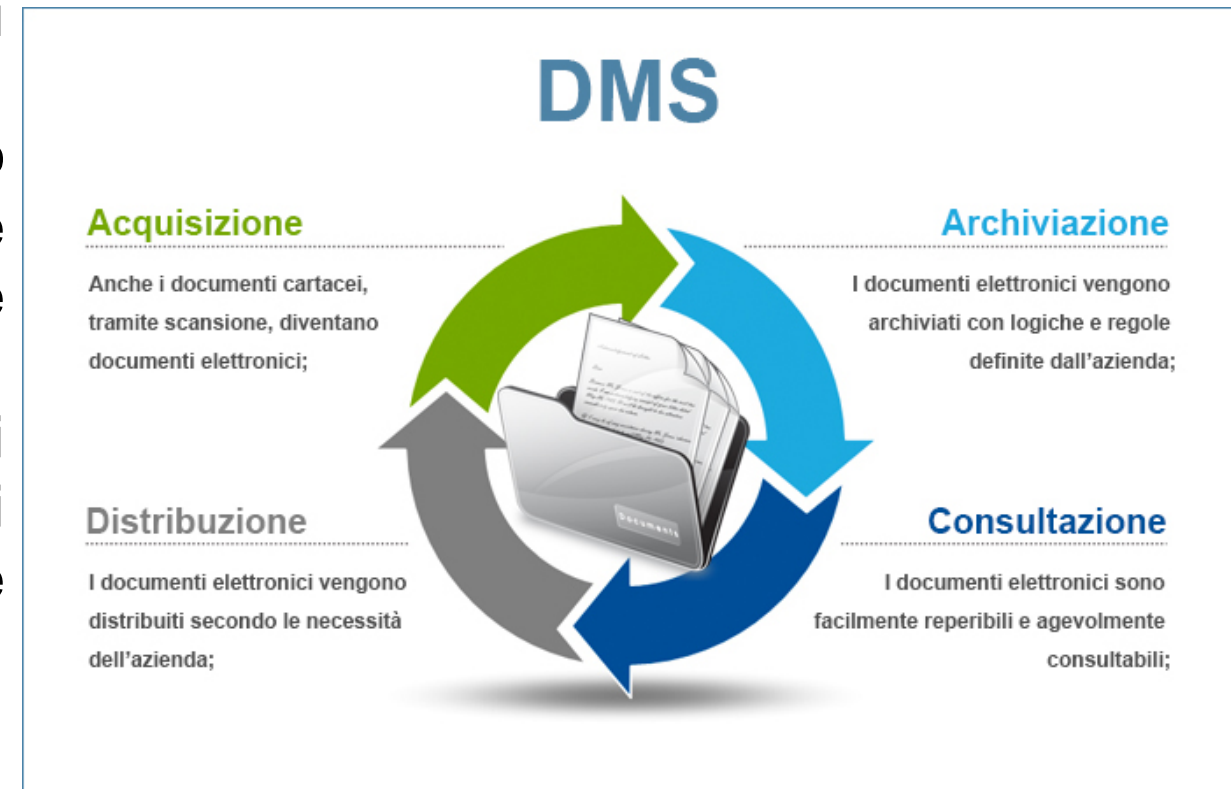 DMS
Acquisizione
Anche i documenti cartacei,
tramite scansione, diventano
documenti elettronici;
Archiviazione
I documenti elettronici vengono
archiviati con logiche e regole
definite dall'azienda;
Distribuzione
I documenti elettronici vengono
distribuiti secondo le necessità
dell'azienda;
Consultazione
I documenti elettronici sono
facilmente reperibili e agevolmente
consultabili;
Documents